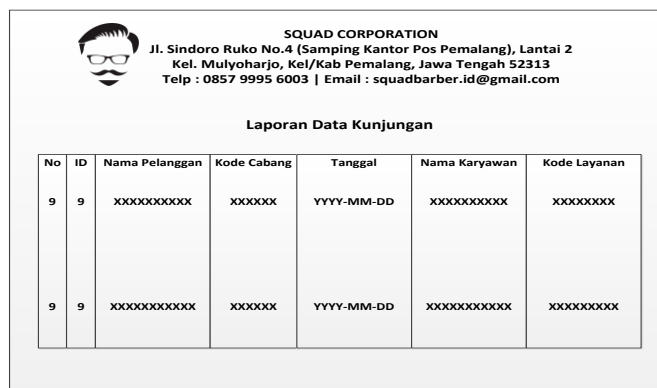 SQUAD CORPORATION
Jl. Sindoro Ruko No.4 (Samping Kantor Pos Pemalang), Lantai 2
Kel. Mulyoharjo, Kel/Kab Pemalang, Jawa Tengah 52313
Telp : 0857 9995 6003 | Email : squadbarber.id@gmail.com
Laporan Data Kunjungan
No ID Nama Pelanggan Kode Cabang Tanggal Nama Karyawan Kode Layanan
9 9 XXXXXXXXXX XXXXXX YYYY-MM-DD XXXXXXXXXX XXXXXXXX
9 9 XXXXXXXXXXX XXXXXX YYYY-MM-DD XXXXXXXXXXX XXXXXXXXX